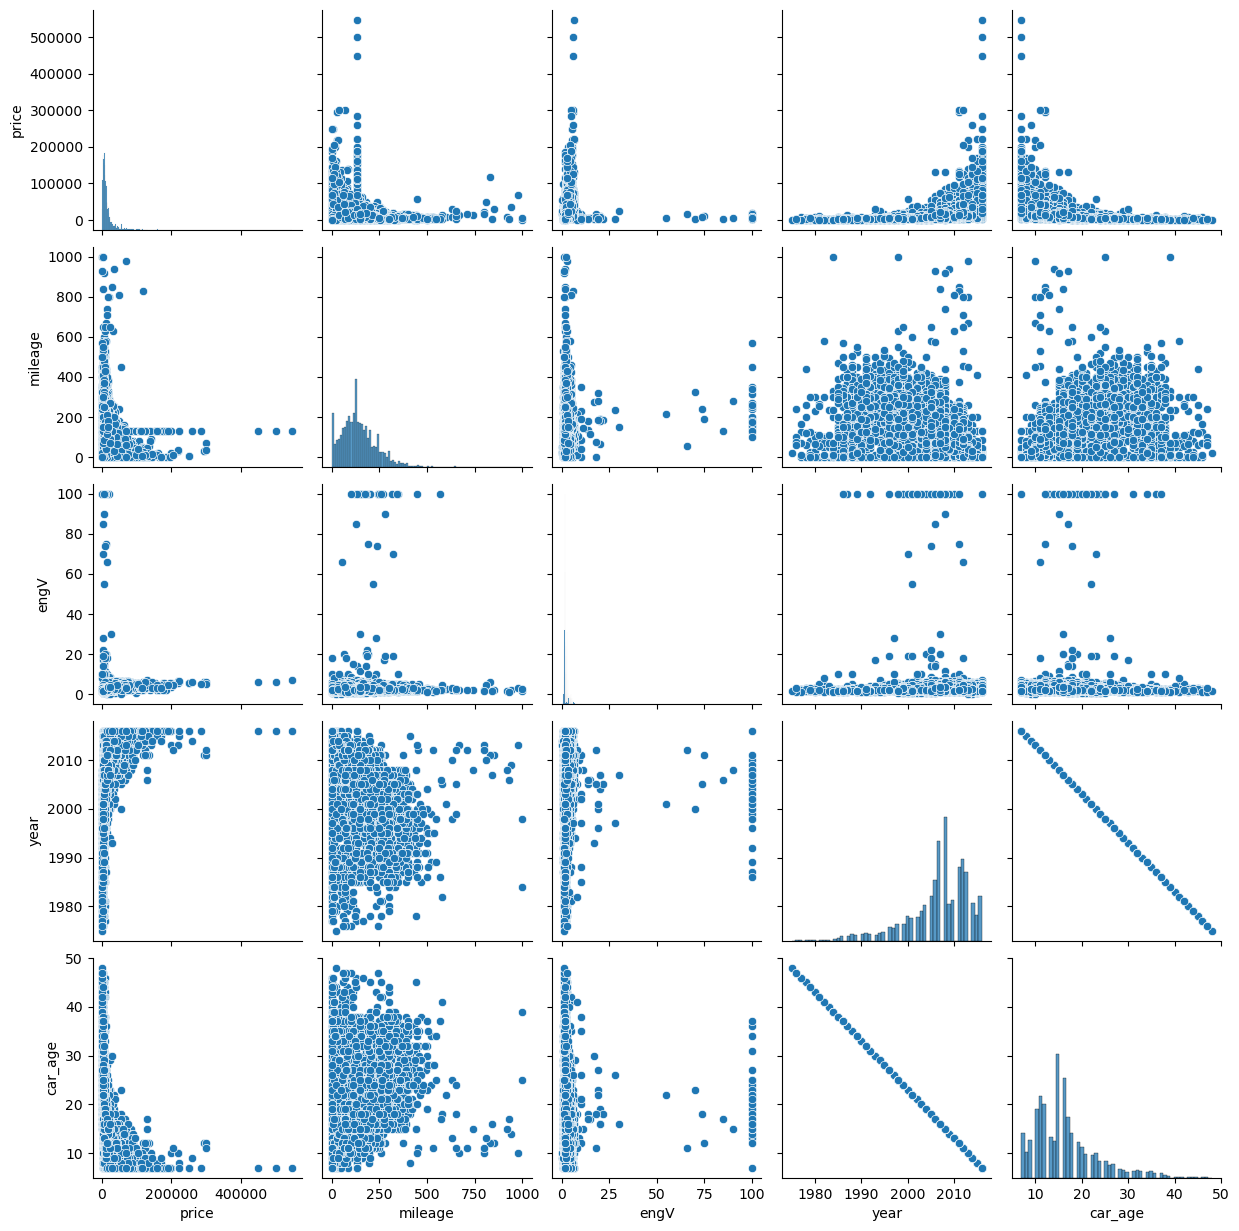 500000
400000
300000
200000
100000
0
price
1000
800
600
400
200
0
mileage
100
80
60
40
20
0
engV
2010
2000
1990
1980
year
50
40
30
20
10
car_age
0 200000 400000
0 250 500 750 1000
0 25 50 75 100
1980 1990 2000 2010
10 20 30 40 50
price mileage engV year car_age